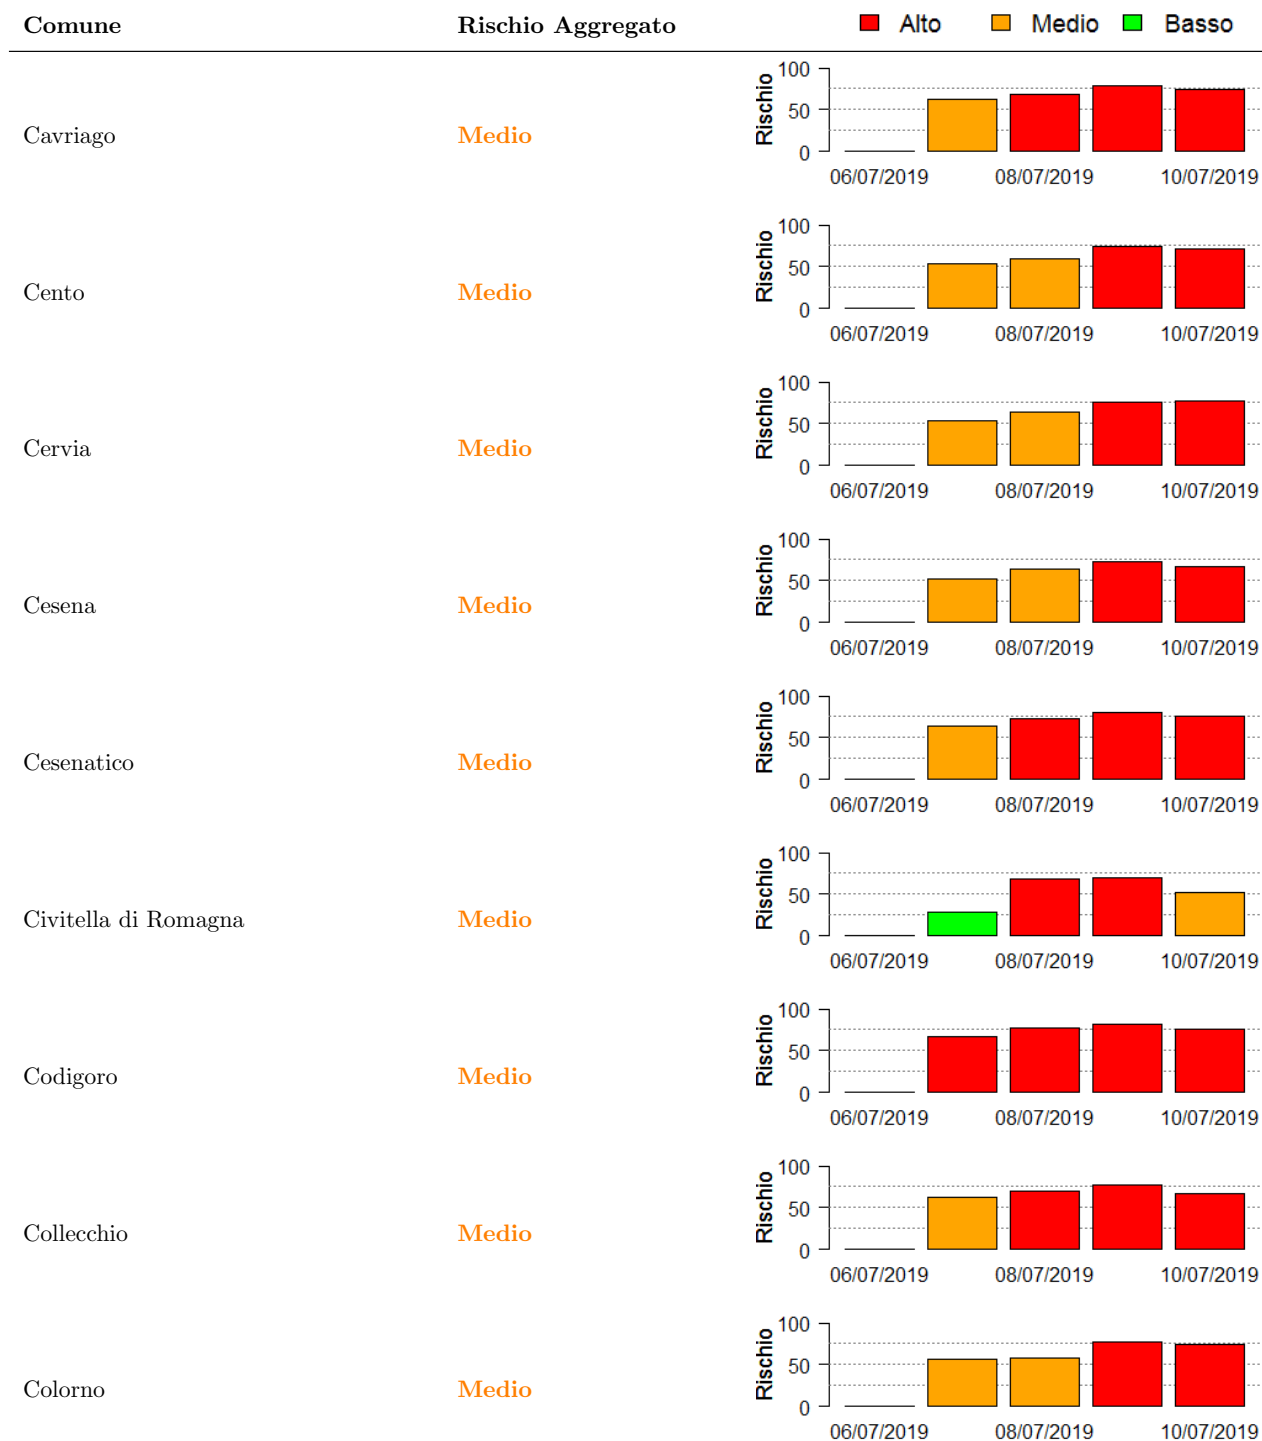 Comune Rischio Aggregato Alto Medio Basso
Cavriago Medio Rischio 100 50 0
06/07/2019 08/07/2019 10/07/2019
Cento Medio Rischio 100 50 0
06/07/2019 08/07/2019 10/07/2019
Cervia Medio Rischio 100 50 0
06/07/2019 08/07/2019 10/07/2019
Cesena Medio Rischio 100 50 0
06/07/2019 08/07/2019 10/07/2019
Cesenatico Medio Rischio 100 50 0
06/07/2019 08/07/2019 10/07/2019
Civitella di Romagna Medio Rischio 100 50 0
06/07/2019 08/07/2019 10/07/2019
Codigoro Medio Rischio 100 50 0
06/07/2019 08/07/2019 10/07/2019
Collecchio Medio Rischio 100 50 0
06/07/2019 08/07/2019 10/07/2019
Colorno Medio Rischio 100 50 0
06/07/2019 08/07/2019 10/07/2019